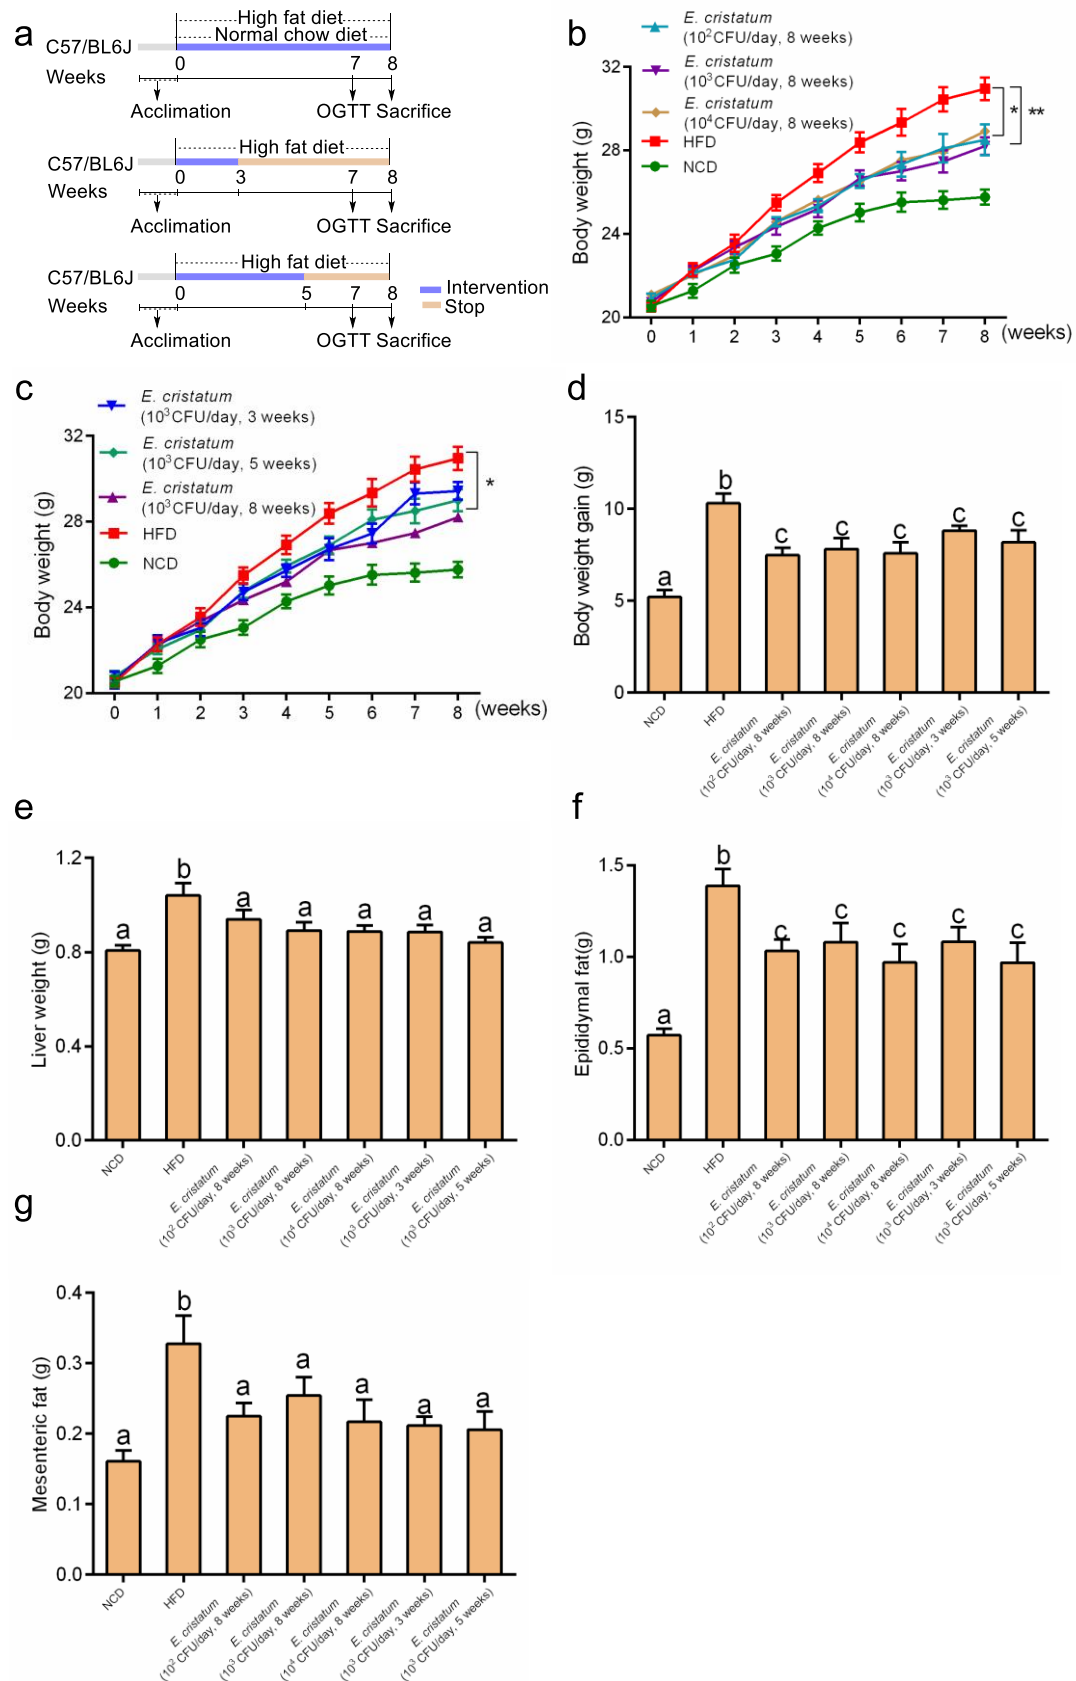 a
High fat diet
Normal chow diet
C57/BL6J
0
7
8
Weeks
Acclimation
OGTT
Sacrifice
High fat diet
C57/BL6J
0
3
7
8
Weeks
Acclimation
OGTT
Sacrifice
High fat diet
C57/BL6J
0
5
7
8
Weeks
Acclimation
OGTT
Sacrifice
Intervention
Stop
b
E. cristatum
(10²CFU/day, 8 weeks)
E. cristatum
(10³CFU/day, 8 weeks)
E. cristatum
(10⁴CFU/day, 8 weeks)
HFD
NCD
*
**
Body weight (g)
32
28
24
20
0 1 2 3 4 5 6 7 8 (weeks)
c
E. cristatum
(10³CFU/day, 3 weeks)
E. cristatum
(10³CFU/day, 5 weeks)
E. cristatum
(10³CFU/day, 8 weeks)
HFD
NCD
*
Body weight (g)
32
28
24
20
0 1 2 3 4 5 6 7 8 (weeks)
d
Body weight gain (g)
15
10
5
0
a b c c c c c
NCD
HFD
E. cristatum
(10² CFU/day, 8 weeks)
E. cristatum
(10³ CFU/day, 8 weeks)
E. cristatum
(10⁴ CFU/day, 8 weeks)
E. cristatum
(10³ CFU/day, 3 weeks)
E. cristatum
(10³ CFU/day, 5 weeks)
e
Liver weight (g)
1.2
0.8
0.4
0.0
a b a a a a a
NCD
HFD
E. cristatum
(10² CFU/day, 8 weeks)
E. cristatum
(10³ CFU/day, 8 weeks)
E. cristatum
(10⁴ CFU/day, 8 weeks)
E. cristatum
(10³ CFU/day, 3 weeks)
E. cristatum
(10³ CFU/day, 5 weeks)
f
Epididymal fat(g)
1.5
1.0
0.5
0.0
a b c c c c c
NCD
HFD
E. cristatum
(10² CFU/day, 8 weeks)
E. cristatum
(10³ CFU/day, 8 weeks)
E. cristatum
(10⁴ CFU/day, 8 weeks)
E. cristatum
(10³ CFU/day, 3 weeks)
E. cristatum
(10³ CFU/day, 5 weeks)
g
Mesenteric fat (g)
0.4
0.3
0.2
0.1
0.0
a b a a a a a
NCD
HFD
E. cristatum
(10² CFU/day, 8 weeks)
E. cristatum
(10³ CFU/day, 8 weeks)
E. cristatum
(10⁴ CFU/day, 8 weeks)
E. cristatum
(10³ CFU/day, 3 weeks)
E. cristatum
(10³ CFU/day, 5 weeks)